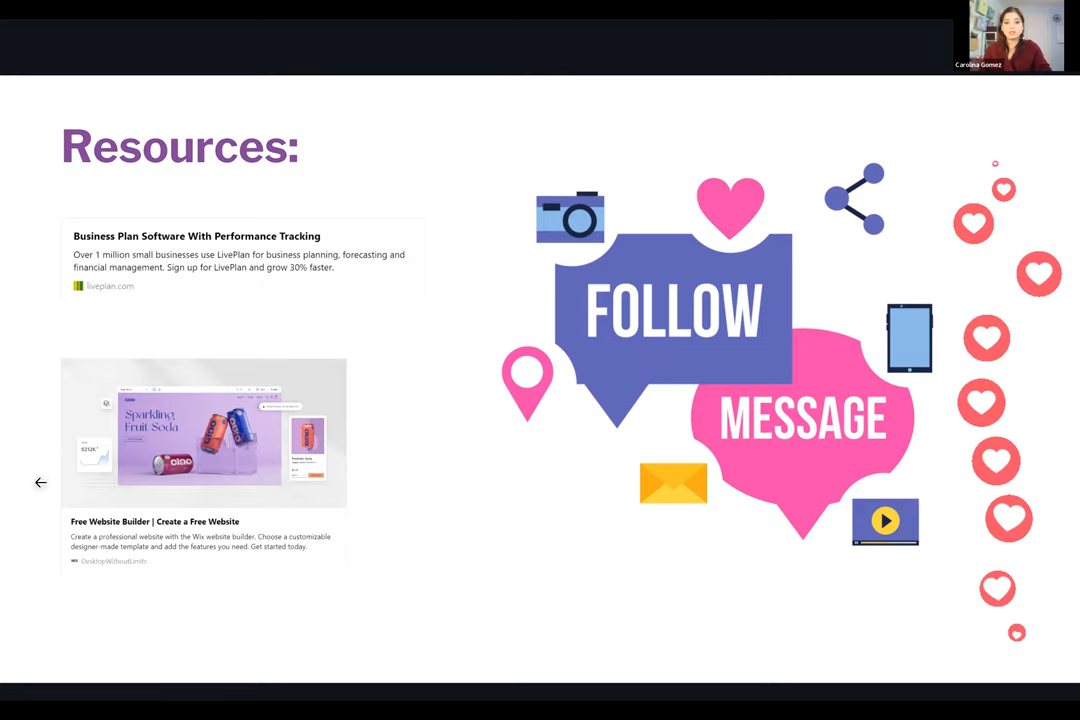 Carolina Gomez
Resources:
Business Plan Software With Performance Tracking
Over 1 million small businesses use LivePlan for business planning, forecasting and
financial management. Sign up for LivePlan and grow 30% faster.
liveplan.com
Sparkling
Fruit Soda
$212K
Free Website Builder | Create a Free Website
Create a professional website with the Wix website builder. Choose a customizable
designer-made template and add the features you need. Get started today.
WIX DesktopWithoutLimits
FOLLOW
MESSAGE